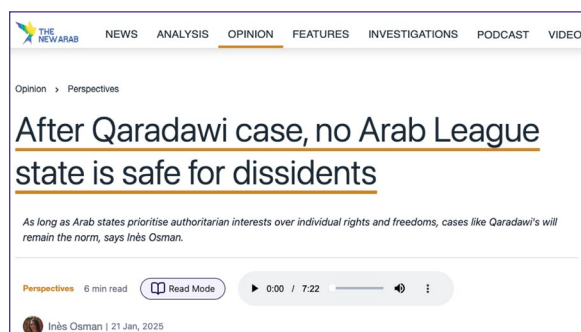 THE
NEW ARAB
NEWS ANALYSIS OPINION FEATURES INVESTIGATIONS PODCAST VIDEO
Opinion > Perspectives
After Qaradawi case, no Arab League
state is safe for dissidents
As long as Arab states prioritise authoritarian interests over individual rights and freedoms, cases like Qaradawi's will
remain the norm, says Inès Osman.
Perspectives 6 min read Read Mode 0:00 / 7:22
Inès Osman | 21 Jan, 2025